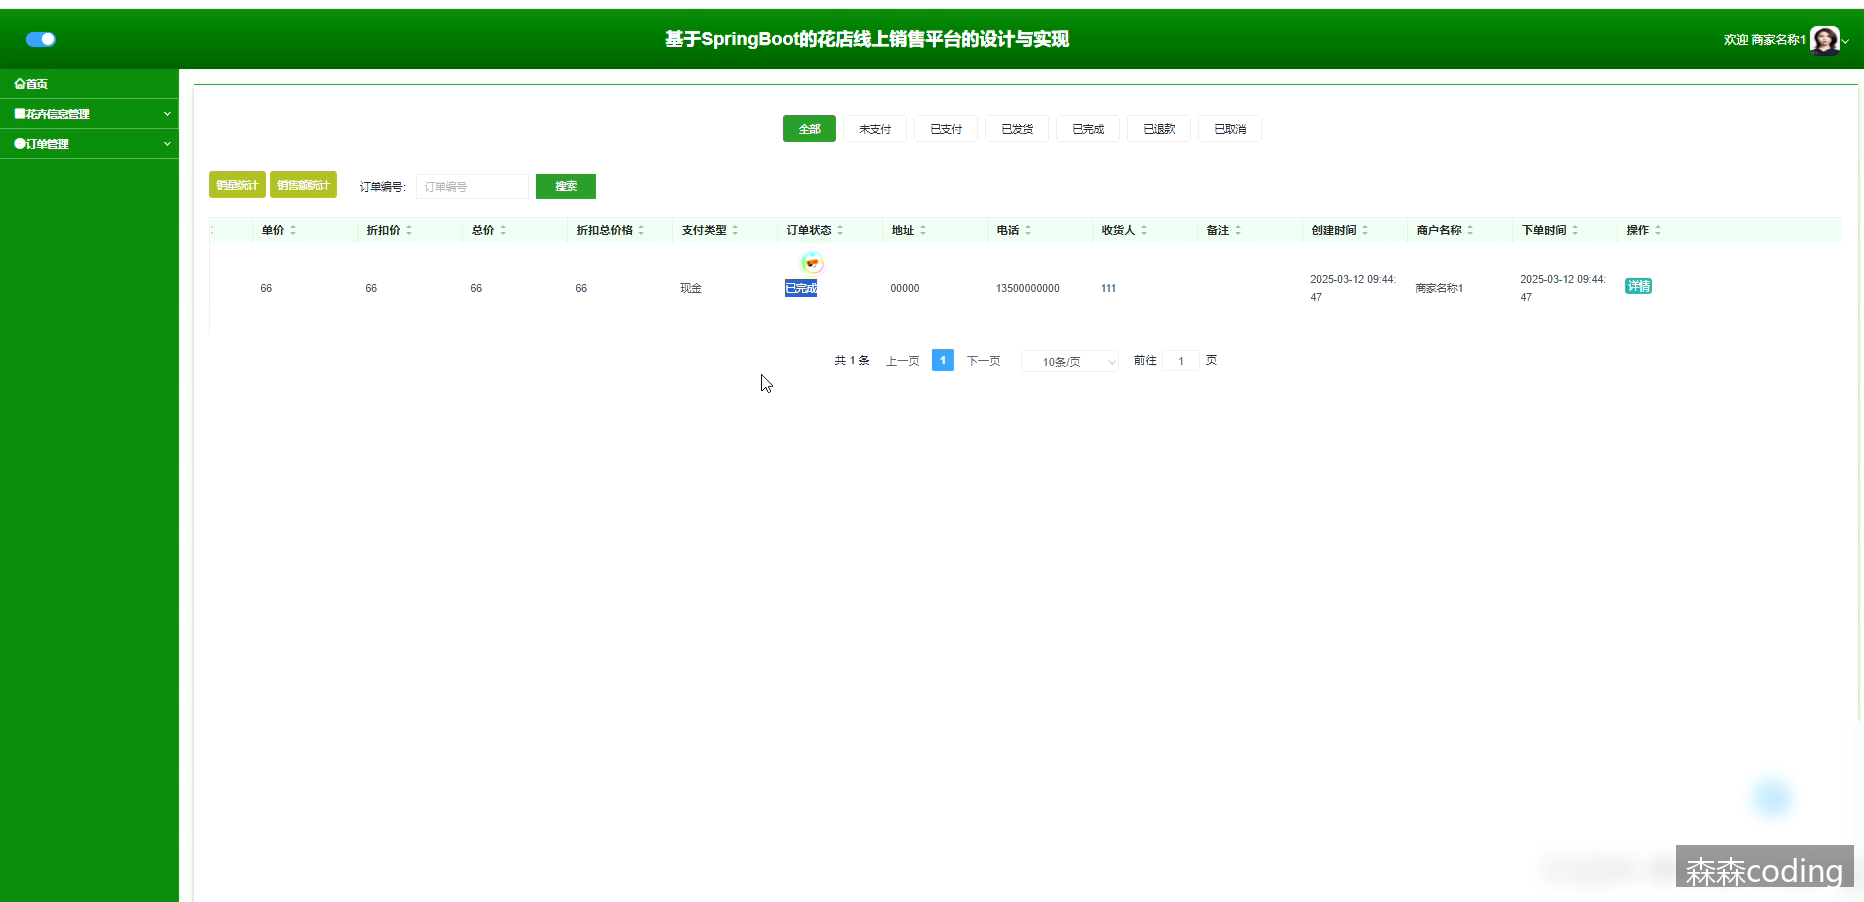 基于SpringBoot的花店线上销售平台的设计与实现
欢迎 商家名称1
首页
花卉信息管理
订单管理
全部 未支付 已支付 已发货 已完成 已退款 已取消
销量统计 销售额统计 订单编号: 订单编号 搜索
单价 折扣价 总价 折扣总价格 支付类型 订单状态 地址 电话 收货人 备注 创建时间 商户名称 下单时间 操作
66 66 66 66 现金 已完成 00000 13500000000 111 2025-03-12 09:44:47 商家名称1 2025-03-12 09:44:47 详情
共 1 条 上一页 1 下一页 10条/页 前往 1 页
森森coding